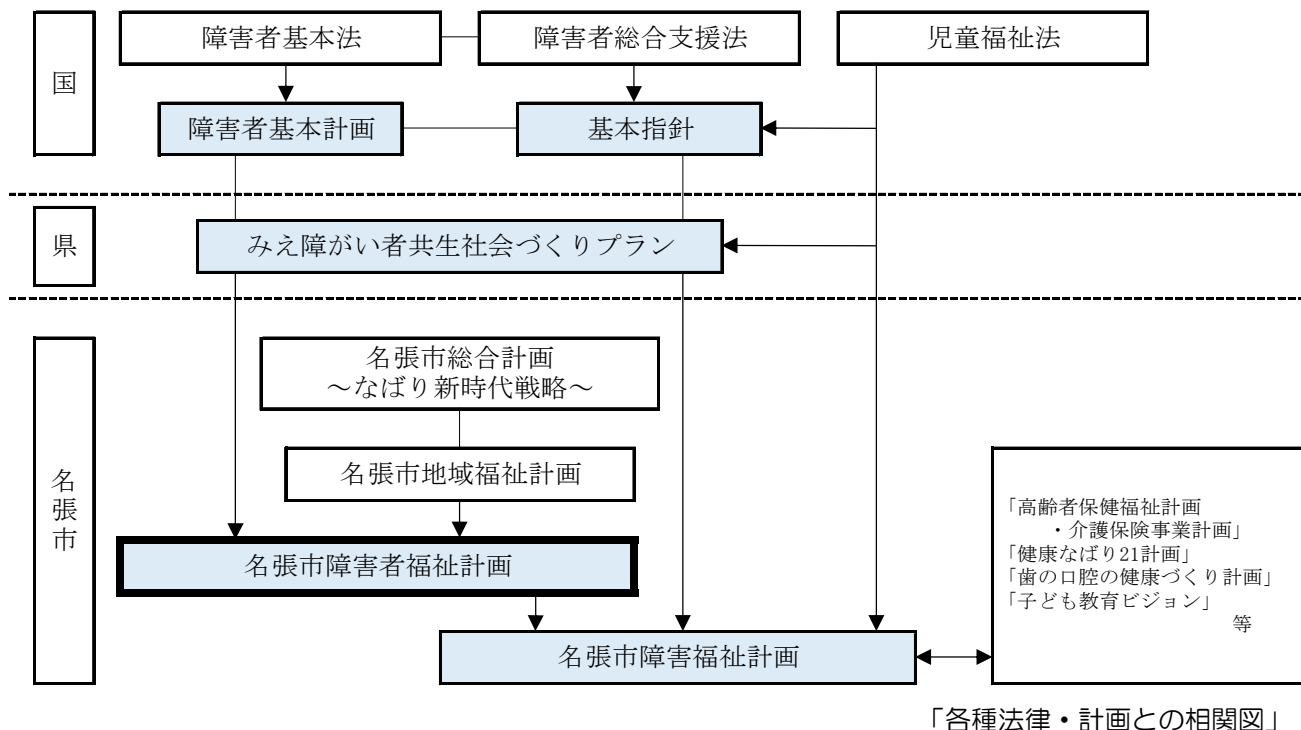 国
障害者基本法
障害者総合支援法
児童福祉法
障害者基本計画
基本指針
県
みえ障がい者共生社会づくりプラン
名張市
名張市総合計画
～なばり新時代戦略～
名張市地域福祉計画
名張市障害者福祉計画
名張市障害福祉計画
「高齢者保健福祉計画
・介護保険事業計画」
「健康なばり21計画」
「歯の口腔の健康づくり計画」
「子ども教育ビジョン」
等
「各種法律・計画との相関図」